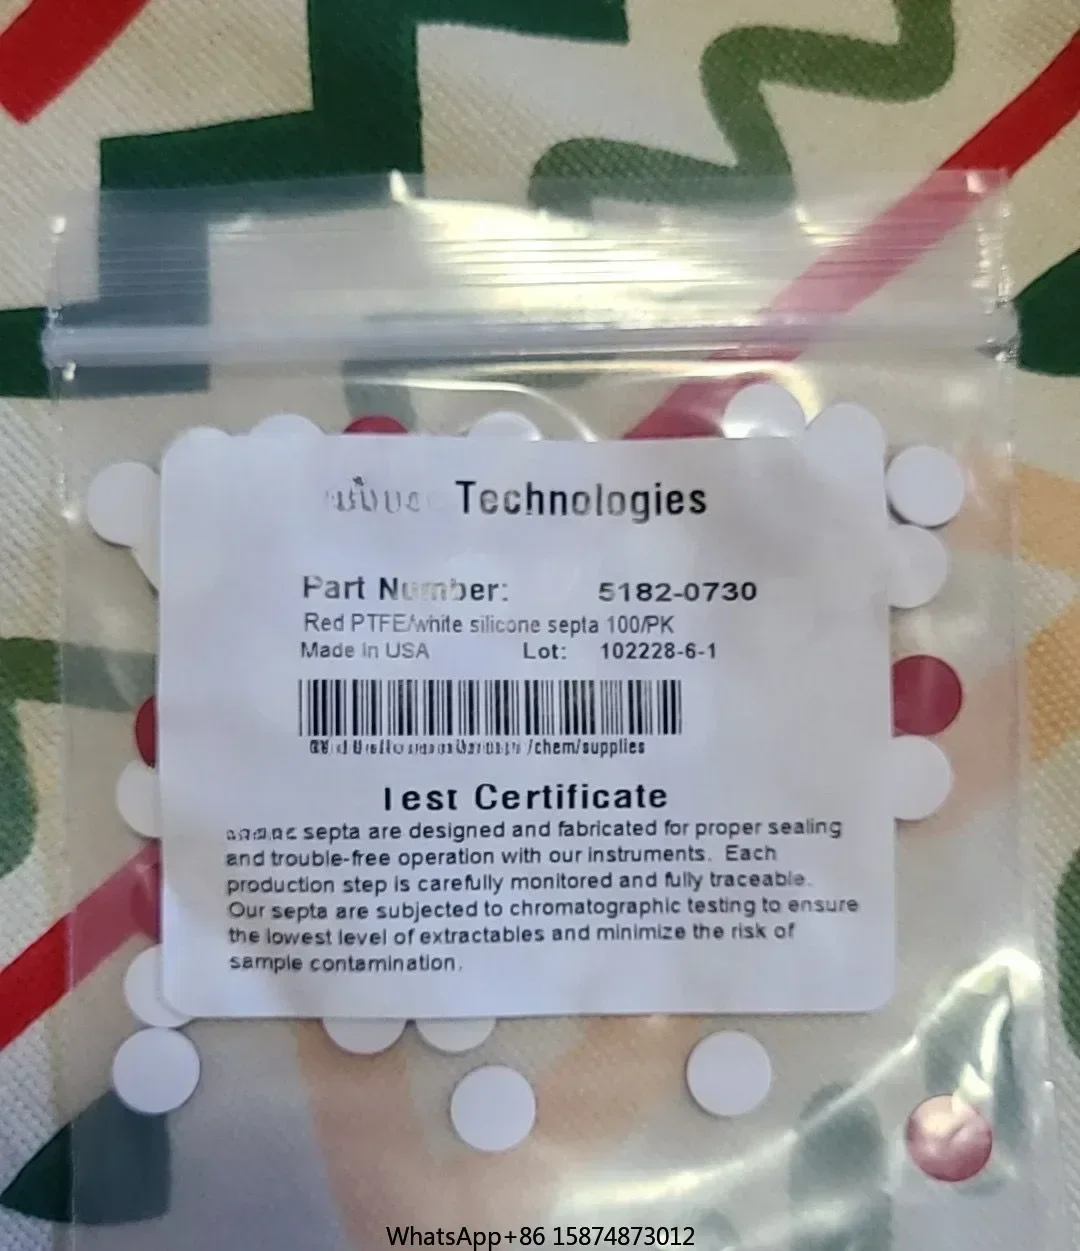 Technologies
Part Number: 5182-0730
Red PTFE/white silicone septa 100/PK
Made in USA Lot: 102228-6-1
/chem/supplies
Test Certificate
septa are designed and fabricated for proper sealing
and trouble-free operation with our instruments. Each
production step is carefully monitored and fully traceable.
Our septa are subjected to chromatographic testing to ensure
the lowest level of extractables and minimize the risk of
sample contamination.
WhatsApp+86 15874873012